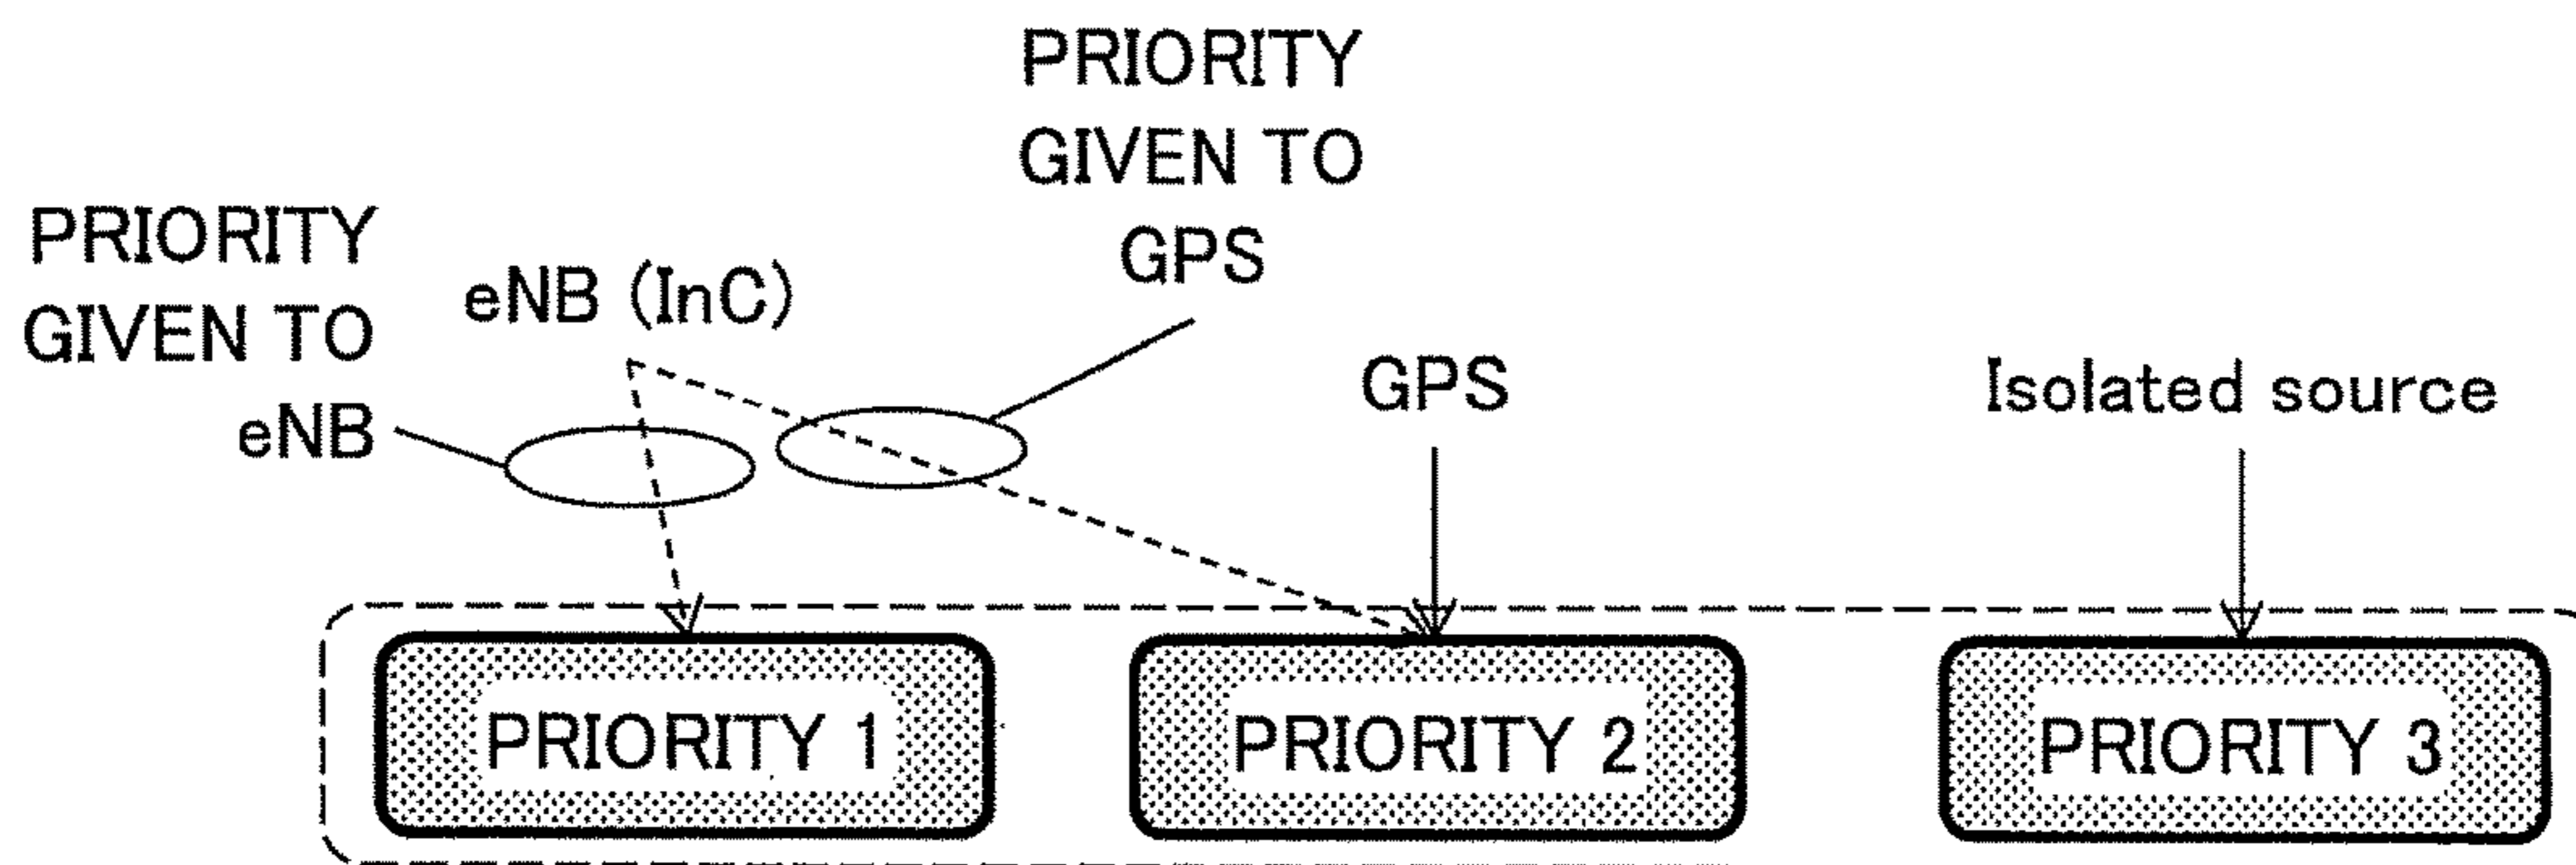 PRIORITY
GIVEN TO
GPS
PRIORITY
GIVEN TO
eNB
eNB (InC)
GPS
Isolated source
PRIORITY 1
PRIORITY 2
PRIORITY 3